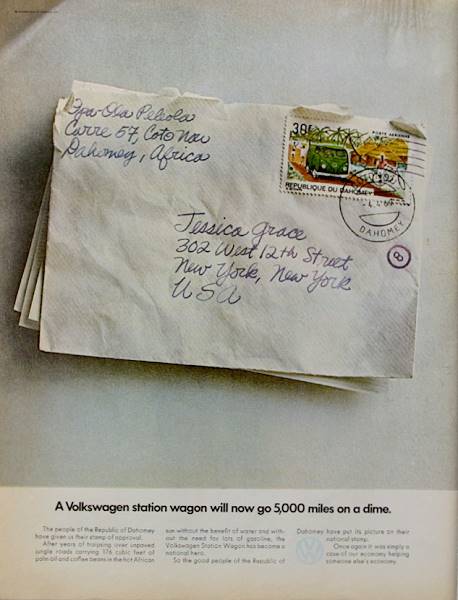 Ifa-Osa Peleola
Carre 57, Cotonou
Dahomey, Africa
30F
POSTE AERIENNE
REPUBLIQUE DU DAHOMEY
DAHOMEY
8
Jessica Grace
302 West 12th Street
New York, New York
USA
A Volkswagen station wagon will now go 5,000 miles on a dime.
The people of the Republic of Dahomey
have given us their stamp of approval.
After years of traipsing over unpaved
jungle roads carrying 176 cubic feet of
palm oil and coffee beans in the hot African
sun without the need of water and with-
out the need for lots of gasoline, the
Volkswagen Station Wagon has become a
national hero.
So the good people of the Republic of
Dahomey have put its picture on their
national stamp.
Once again it was simply a
case of our economy helping
someone else's economy.